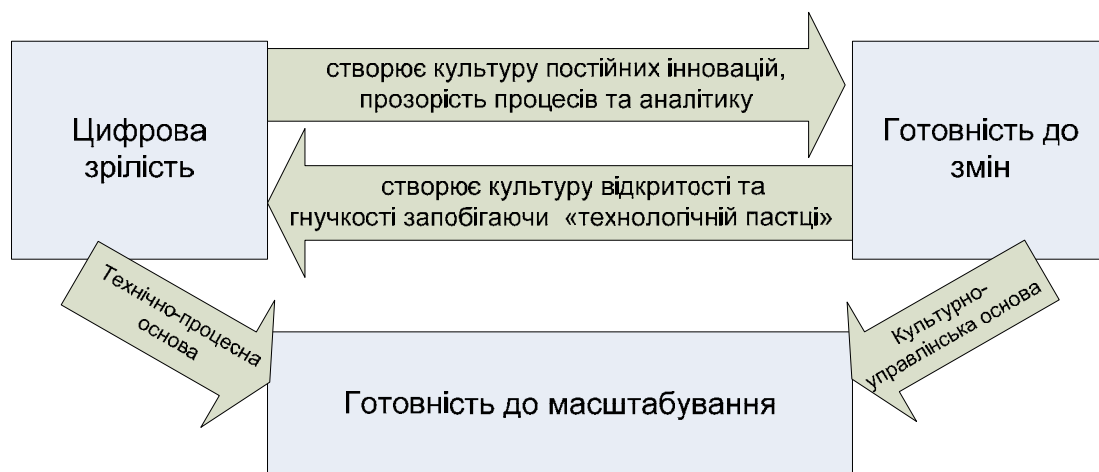 створює культуру постійних інновацій,
прозорість процесів та аналітику
Цифрова
зрілість
Готовність до
змін
створює культуру відкритості та
гнучкості запобігаючи «технологічній пастці»
Технічно-процесна
основа
Культурно-
управлінська основа
Готовність до масштабування